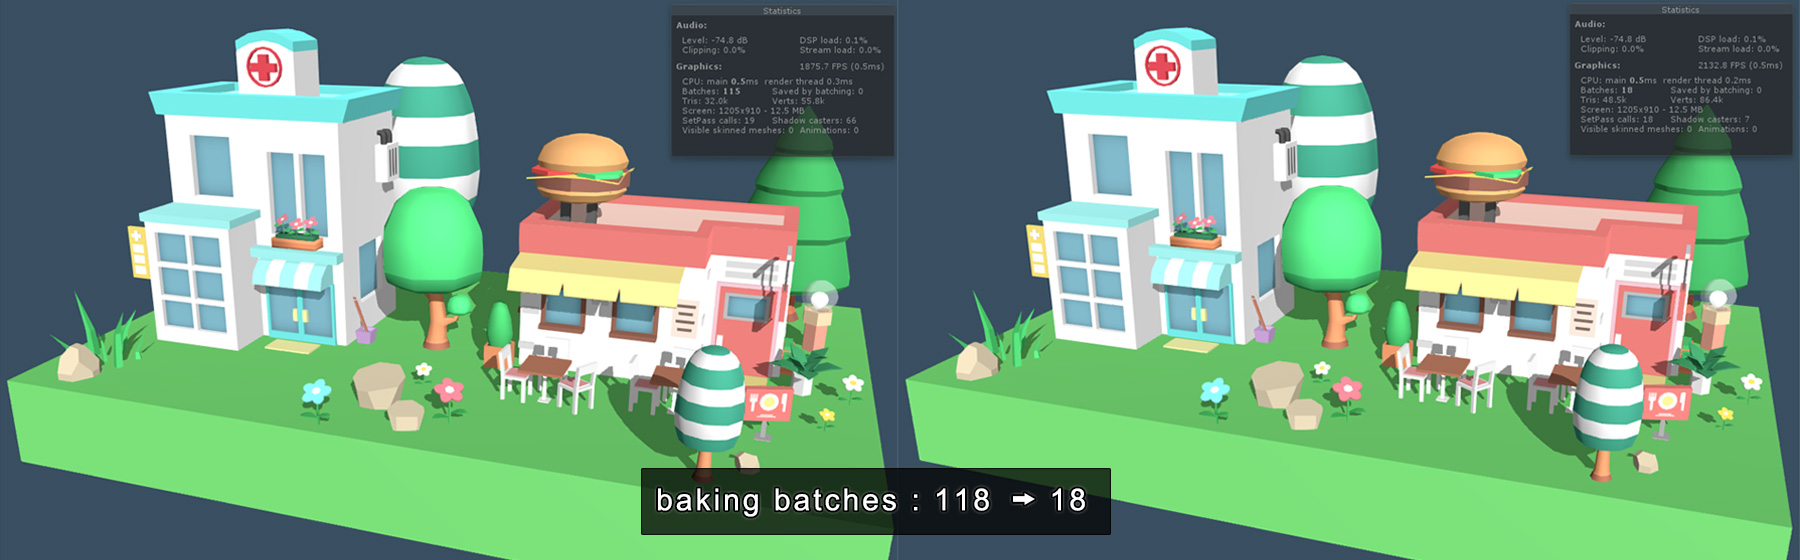 Statistics
Audio:
Level: -74.8 dB DSP load: 0.1%
Clipping: 0.0% Stream load: 0.0%
Graphics: 1875.7 FPS (0.5ms)
CPU: main 0.5ms render thread 0.3ms
Batches: 115 Saved by batching: 0
Tris: 32.0k Verts: 55.8k
Screen: 1205x910 - 12.5 MB
SetPass calls: 19 Shadow casters: 66
Visible skinned meshes: 0 Animations: 0
Statistics
Audio:
Level: -74.8 dB DSP load: 0.1%
Clipping: 0.0% Stream load: 0.0%
Graphics: 2132.8 FPS (0.5ms)
CPU: main 0.5ms render thread 0.2ms
Batches: 18 Saved by batching: 0
Tris: 48.5k Verts: 86.4k
Screen: 1205x910 - 12.5 MB
SetPass calls: 18 Shadow casters: 7
Visible skinned meshes: 0 Animations: 0
baking batches : 118 ➞ 18